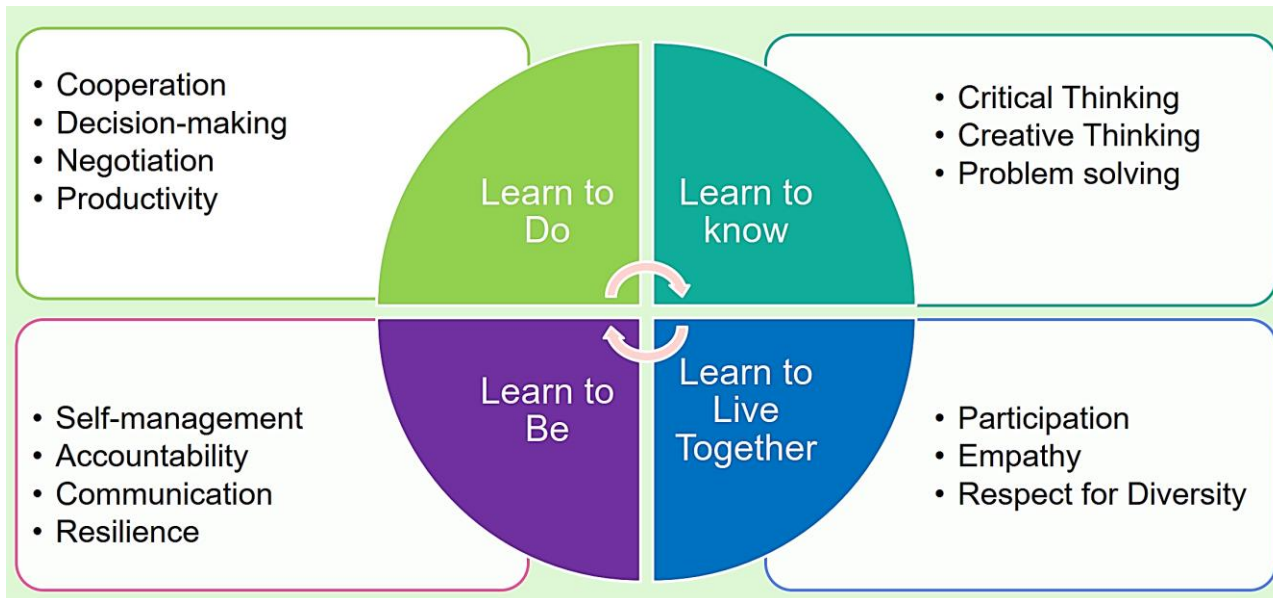 • Cooperation
• Decision-making
• Negotiation
• Productivity
Learn to
Do
Learn to
know
• Critical Thinking
• Creative Thinking
• Problem solving
• Self-management
• Accountability
• Communication
• Resilience
Learn to
Be
Learn to
Live
Together
• Participation
• Empathy
• Respect for Diversity